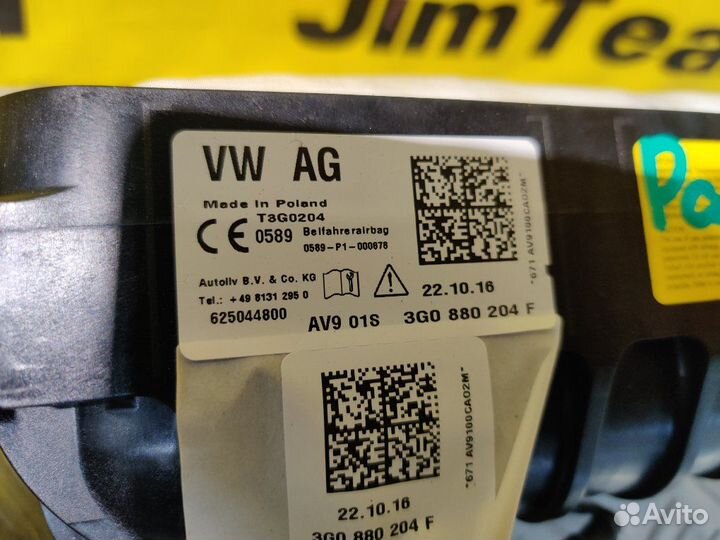 JimTea
VW AG
Made in Poland
T3G0204
CE 0589 Beifahrerairbag
0589-P1-000678
Autoliv B.V. & Co. KG
Tel.: +49 8131 295 0
625044800
AV9 01S
22.10.16
3G0 880 204 F
*671 AV9100CA02M*
Pa
22.10.16
3G0 880 204 F
*671 AV9100CA02M*
Avito